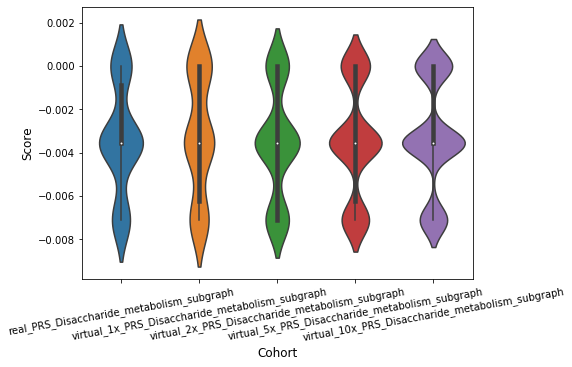 0.002
0.000
−0.002
−0.004
−0.006
−0.008
Score
real_PRS_Disaccharide_metabolism_subgraph
virtual_1x_PRS_Disaccharide_metabolism_subgraph
virtual_2x_PRS_Disaccharide_metabolism_subgraph
virtual_5x_PRS_Disaccharide_metabolism_subgraph
virtual_10x_PRS_Disaccharide_metabolism_subgraph
Cohort